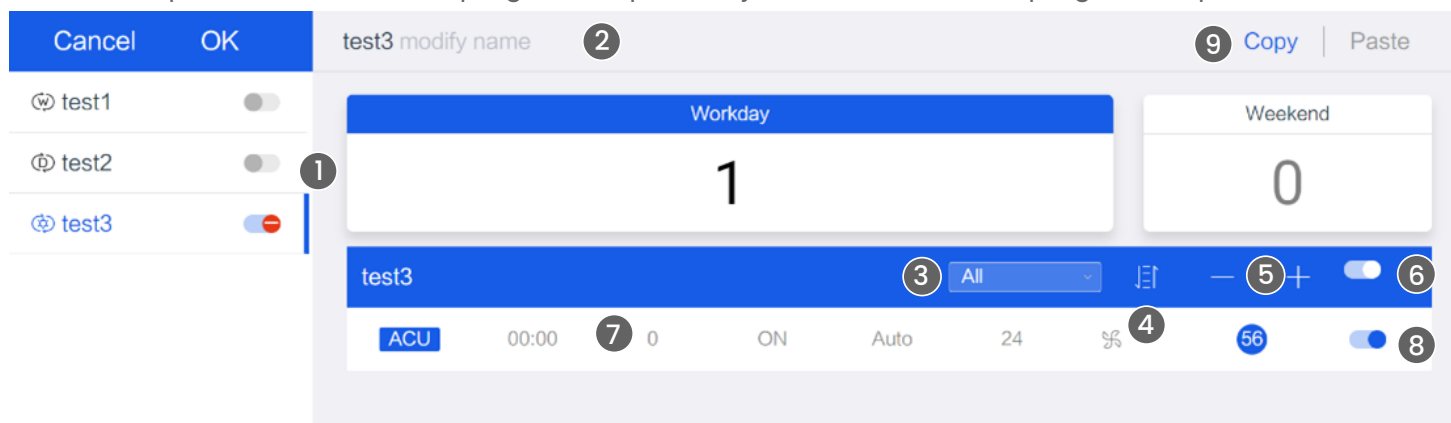 Cancel OK
test3 modify name 2 9 Copy Paste
W test1
D test2
1
test3
Workday
1
Weekend
0
test3 3 All 5 6
ACU 00:00 7 0 ON Auto 24 4 56 8